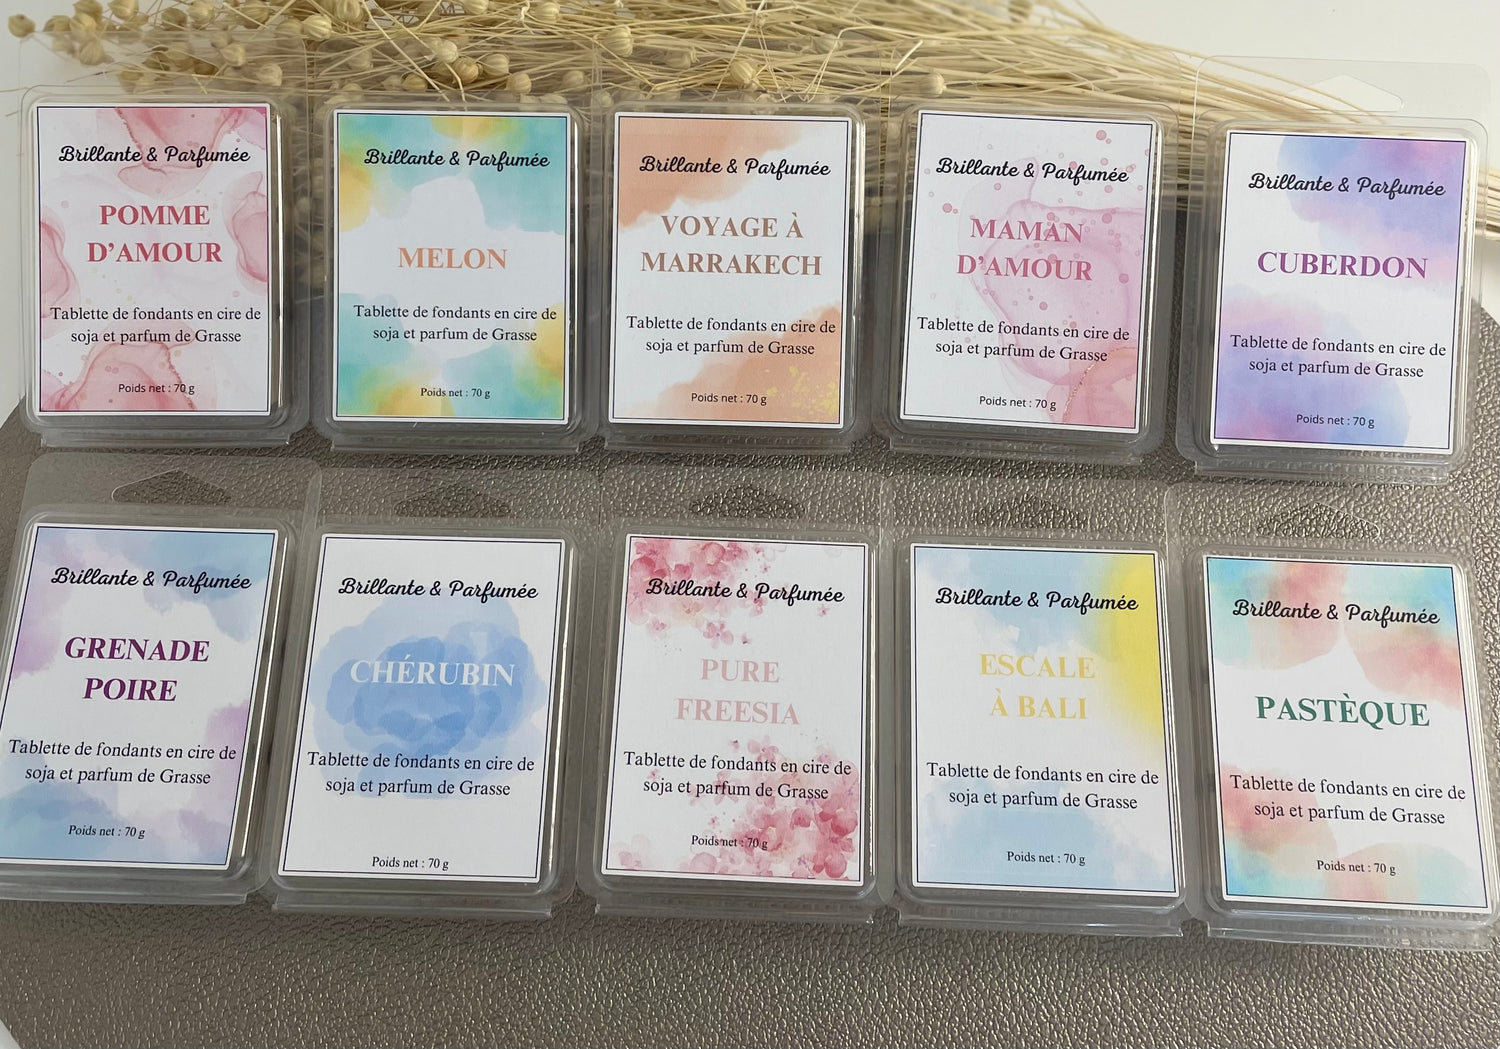 Brillante & Parfumée
POMME
D'AMOUR
Tablette de fondants en cire de
soja et parfum de Grasse
Poids net : 70 g
Brillante & Parfumée
MELON
Tablette de fondants en cire de
soja et parfum de Grasse
Poids net : 70 g
Brillante & Parfumée
VOYAGE À
MARRAKECH
Tablette de fondants en cire de
soja et parfum de Grasse
Poids net : 70 g
Brillante & Parfumée
MAMAN
D'AMOUR
Tablette de fondants en cire de
soja et parfum de Grasse
Poids net : 70 g
Brillante & Parfumée
CUBERDON
Tablette de fondants en cire de
soja et parfum de Grasse
Poids net : 70 g
Brillante & Parfumée
GRENADE
POIRE
Tablette de fondants en cire de
soja et parfum de Grasse
Poids net : 70 g
Brillante & Parfumée
CHÉRUBIN
Tablette de fondants en cire de
soja et parfum de Grasse
Poids net : 70 g
Brillante & Parfumée
PURE
FREESIA
Tablette de fondants en cire de
soja et parfum de Grasse
Poids net : 70 g
Brillante & Parfumée
ESCALE
À BALI
Tablette de fondants en cire de
soja et parfum de Grasse
Poids net : 70 g
Brillante & Parfumée
PASTÈQUE
Tablette de fondants en cire de
soja et parfum de Grasse
Poids net : 70 g